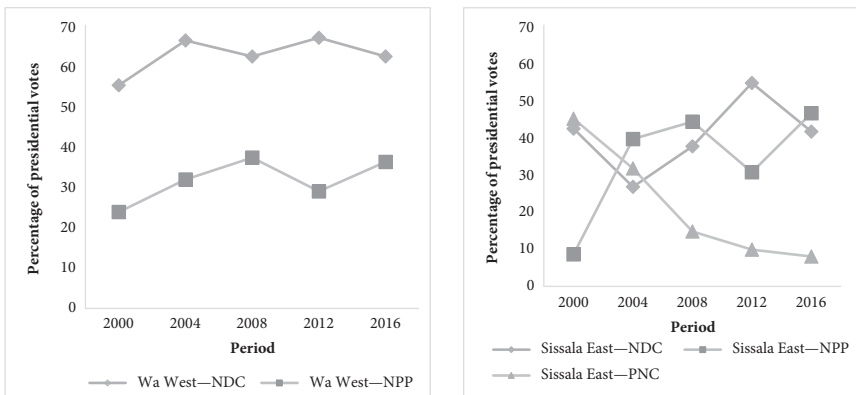 Percentage of presidential votes
70
60
50
40
30
20
10
0
2000 2004 2008 2012 2016
Period
Wa West—NDC Wa West—NPP
Percentage of presidential votes
70
60
50
40
30
20
10
0
2000 2004 2008 2012 2016
Period
Sissala East—NDC Sissala East—NPP
Sissala East—PNC